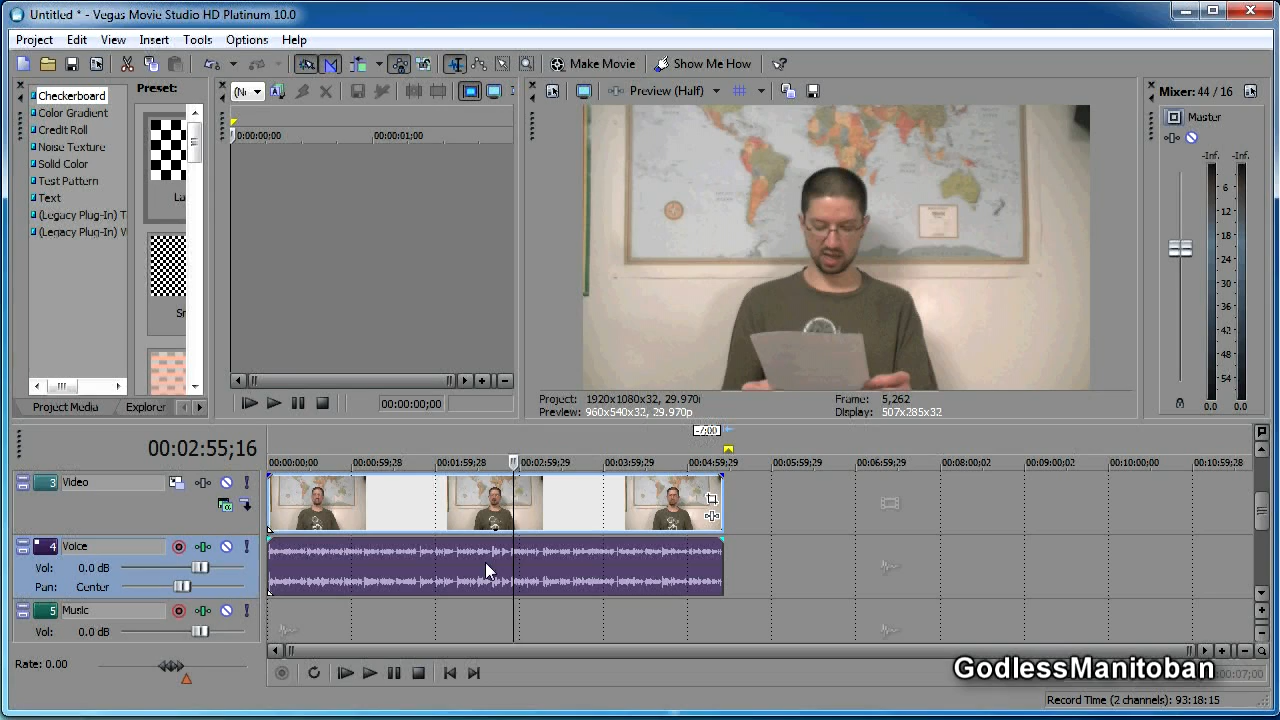 Untitled * - Vegas Movie Studio HD Platinum 10.0
Project Edit View Insert Tools Options Help
Make Movie Show Me How
Checkerboard
Color Gradient
Credit Roll
Noise Texture
Solid Color
Test Pattern
Text
(Legacy Plug-In) T
(Legacy Plug-In) V
Preset:
La
Sm
Project Media Explorer
(N
0:00:00;00 00:00:01;00
00:00:00;00
Preview (Half)
Project: 1920x1080x32, 29.970i
Preview: 960x540x32, 29.970p
Frame: 5,262
Display: 507x285x32
Mixer: 44 / 16
Master
-Inf. -Inf.
6
12
18
24
30
36
42
48
54
0.0 0.0
00:02:55;16
-7;00
00:00:00;00 00:00:59;28 00:01:59;28 00:02:59;29 00:03:59;29 00:04:59;29 00:05:59;29 00:06:59;29 00:08:00;02 00:09:00;02 00:10:00;00 00:10:59;28
3 Video
4 Voice
Vol: 0.0 dB
Pan: Center
5 Music
Vol: 0.0 dB
Rate: 0.00
GodlessManitoban
Record Time (2 channels): 93:18:15